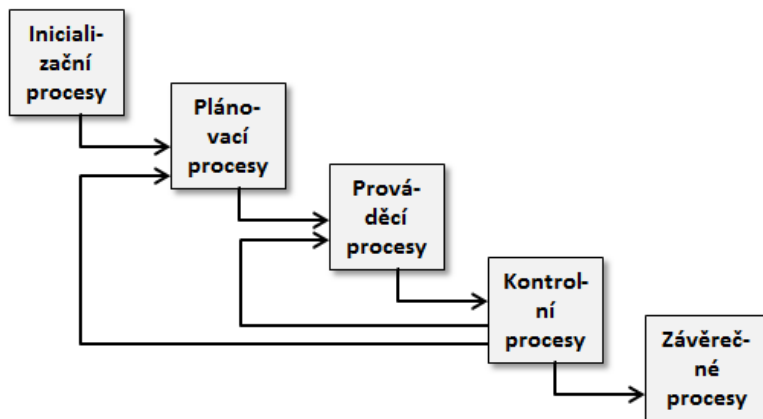 Iniciali-
zační
procesy
Pláno-
vací
procesy
Prová-
děcí
procesy
Kontrol-
ní
procesy
Závěreč-
né
procesy